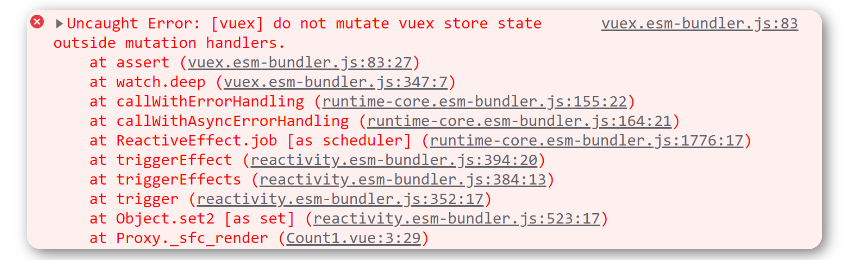 Uncaught Error: [vuex] do not mutate vuex store state vuex.esm-bundler.js:83
outside mutation handlers.
at assert (vuex.esm-bundler.js:83:27)
at watch.deep (vuex.esm-bundler.js:347:7)
at callWithErrorHandling (runtime-core.esm-bundler.js:155:22)
at callWithAsyncErrorHandling (runtime-core.esm-bundler.js:164:21)
at ReactiveEffect.job [as scheduler] (runtime-core.esm-bundler.js:1776:17)
at triggerEffect (reactivity.esm-bundler.js:394:20)
at triggerEffects (reactivity.esm-bundler.js:384:13)
at trigger (reactivity.esm-bundler.js:352:17)
at Object.set2 [as set] (reactivity.esm-bundler.js:523:17)
at Proxy._sfc_render (Count1.vue:3:29)